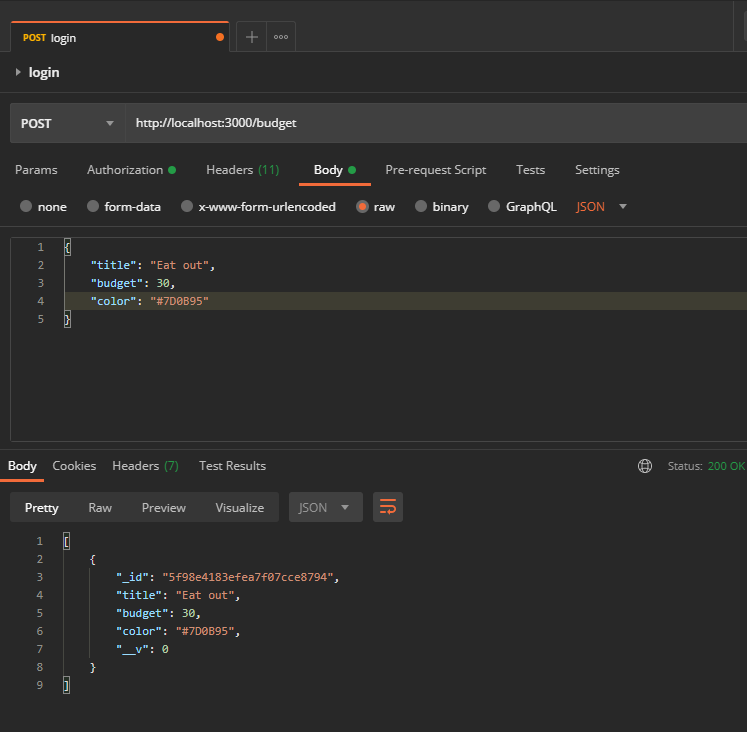 POST login
login
POST http://localhost:3000/budget
Params Authorization Headers (11) Body Pre-request Script Tests Settings
none form-data x-www-form-urlencoded raw binary GraphQL JSON
1 {
2 "title": "Eat out",
3 "budget": 30,
4 "color": "#7D0B95"
5 }
Body Cookies Headers (7) Test Results Status: 200 OK
Pretty Raw Preview Visualize JSON
1 [
2 {
3 "_id": "5f98e4183efea7f07cce8794",
4 "title": "Eat out",
5 "budget": 30,
6 "color": "#7D0B95",
7 "__v": 0
8 }
9 ]